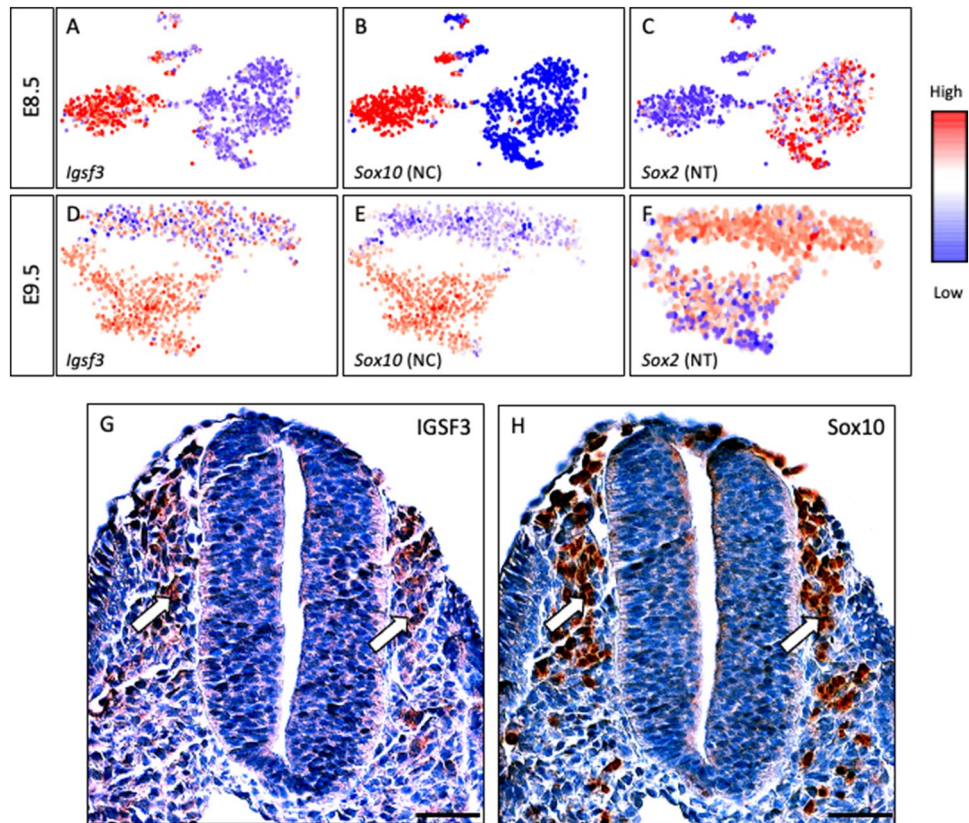 E8.5
A
Igsf3
B
Sox10 (NC)
C
Sox2 (NT)
High
Low
E9.5
D
Igsf3
E
Sox10 (NC)
F
Sox2 (NT)
G
IGSF3
H
Sox10